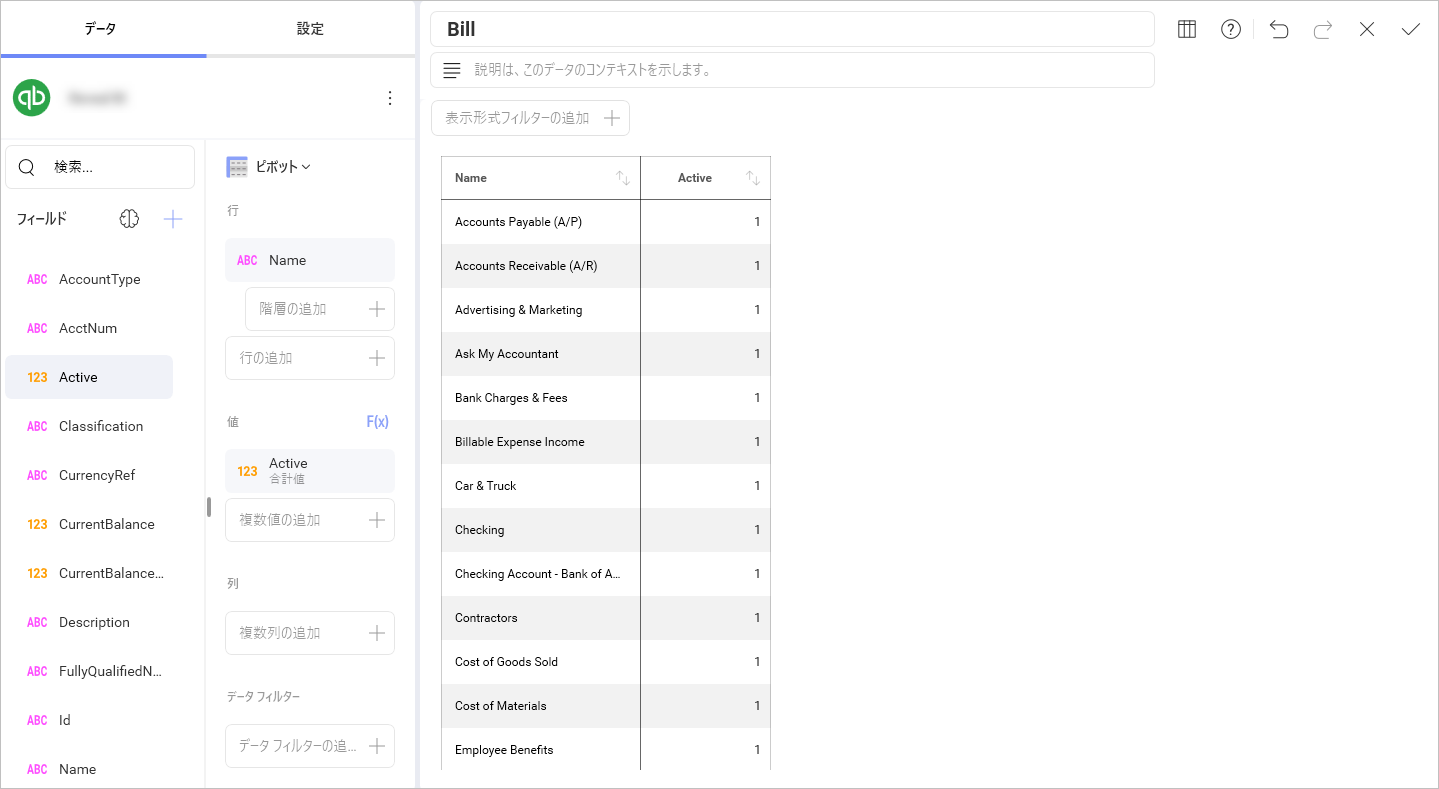 データ
設定
qb
検索...
フィールド
ABC AccountType
ABC AcctNum
123 Active
ABC Classification
ABC CurrencyRef
123 CurrentBalance
123 CurrentBalance...
ABC Description
ABC FullyQualifiedN...
ABC Id
ABC Name
ピボット
行
ABC Name
階層の追加
行の追加
値 F(x)
123 Active
合計値
複数値の追加
列
複数列の追加
データ フィルター
データ フィルターの追...
Bill
?
説明は、このデータのコンテキストを示します。
表示形式フィルターの追加
Name Active
Accounts Payable (A/P) 1
Accounts Receivable (A/R) 1
Advertising & Marketing 1
Ask My Accountant 1
Bank Charges & Fees 1
Billable Expense Income 1
Car & Truck 1
Checking 1
Checking Account - Bank of A... 1
Contractors 1
Cost of Goods Sold 1
Cost of Materials 1
Employee Benefits 1